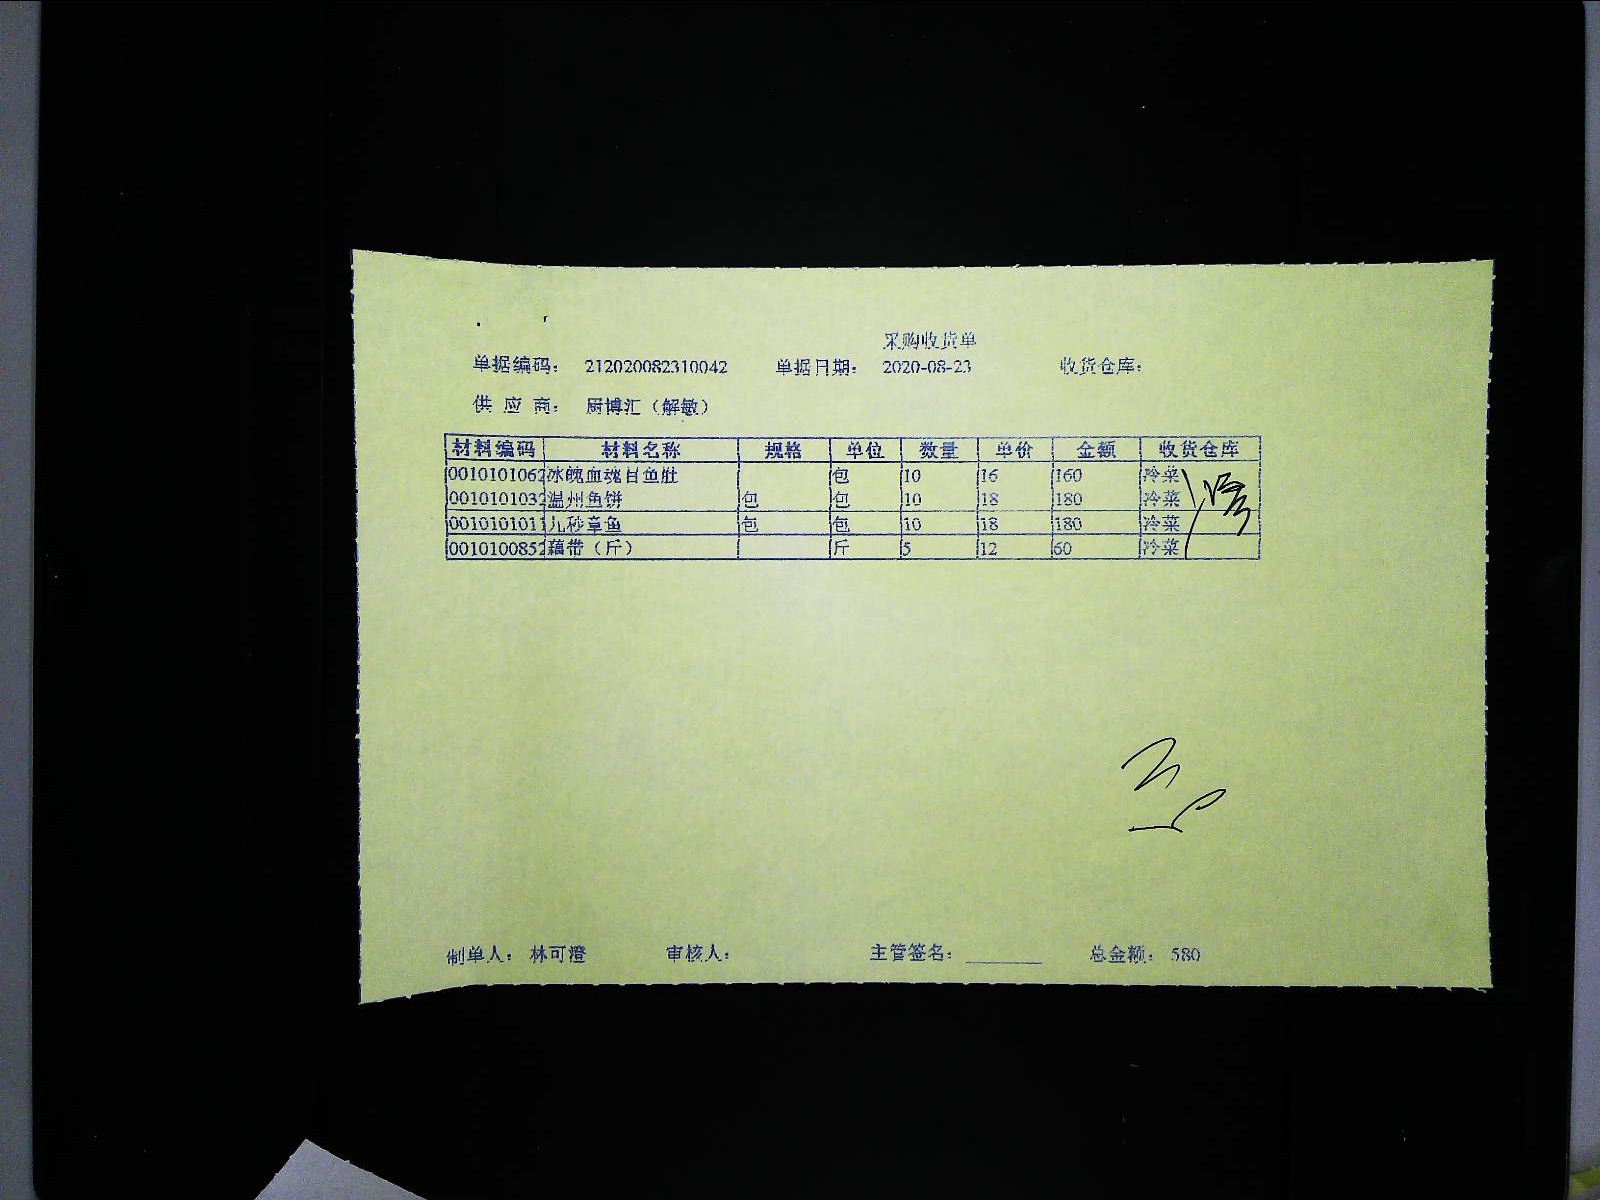 采购收货单
单据编码： 212020082310042 单据日期： 2020-08-23 收货仓库：
供 应 商： 厨博汇（解敏）
材料编码 材料名称 规格 单位 数量 单价 金额 收货仓库
0010101062 冰魄血魂目鱼肚 包 10 16 160 冷菜
0010101032 温州鱼饼 包 包 10 18 180 冷菜
0010101011 九秒章鱼 包 包 10 18 180 冷菜
0010100852 藕带（斤） 斤 5 12 60 冷菜
制单人： 林可澄 审核人： 主管签名： 总金额： 580